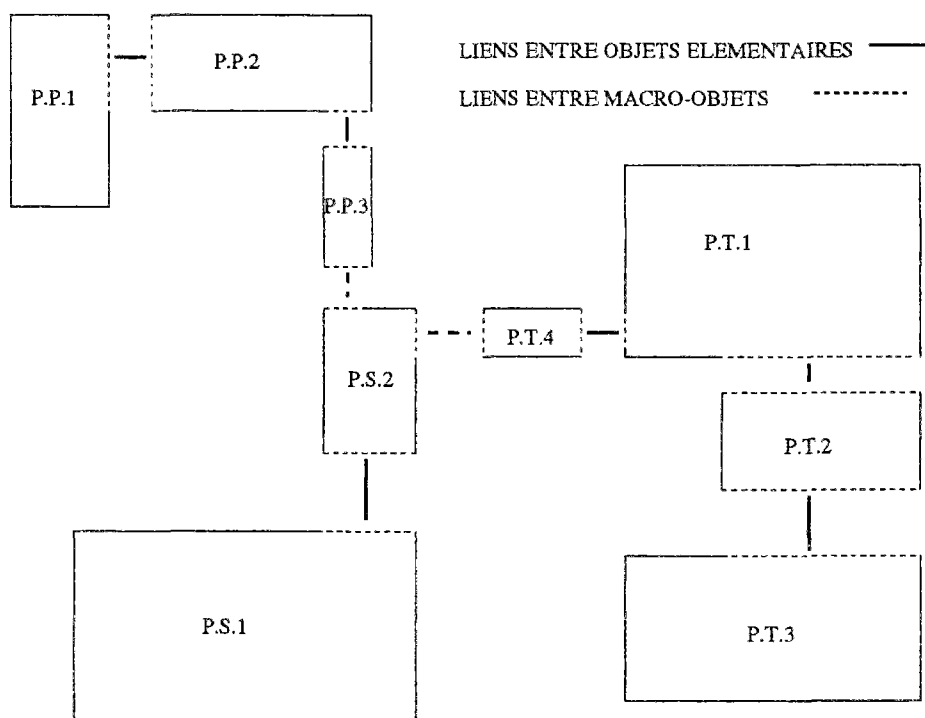 P.P.1
P.P.2
LIENS ENTRE OBJETS ELEMENTAIRES
LIENS ENTRE MACRO-OBJETS
P.P.3
P.T.1
P.T.4
P.S.2
P.T.2
P.S.1
P.T.3